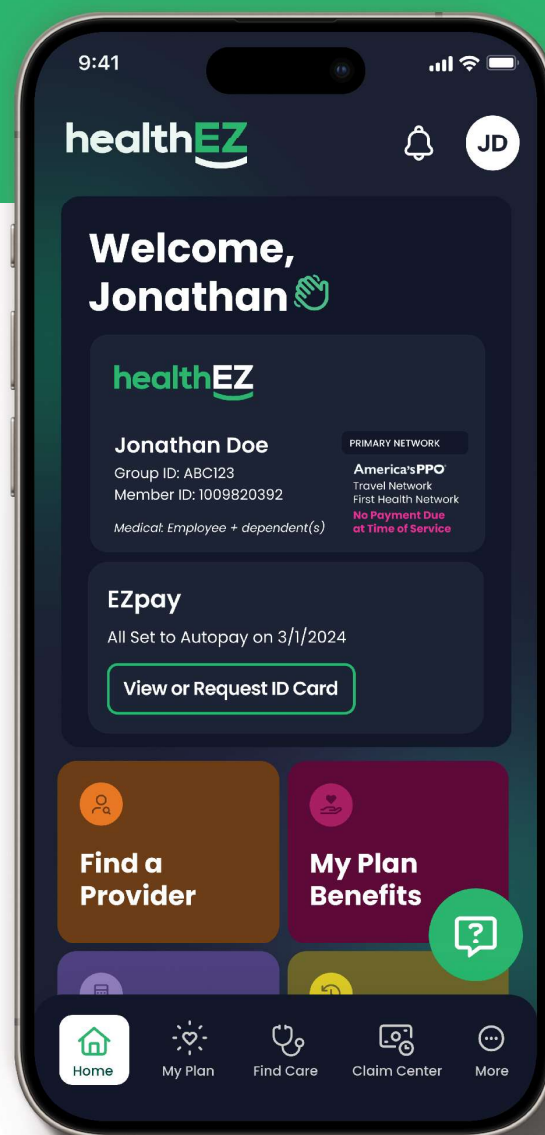 9:41
healthEZ
JD
Welcome,
Jonathan
healthEZ
Jonathan Doe
Group ID: ABC123
Member ID: 1009820392
Medical: Employee + dependent(s)
PRIMARY NETWORK
America'sPPO
Travel Network
First Health Network
No Payment Due
at Time of Service
EZpay
All Set to Autopay on 3/1/2024
View or Request ID Card
Find a
Provider
My Plan
Benefits
?
Home
My Plan
Find Care
Claim Center
More